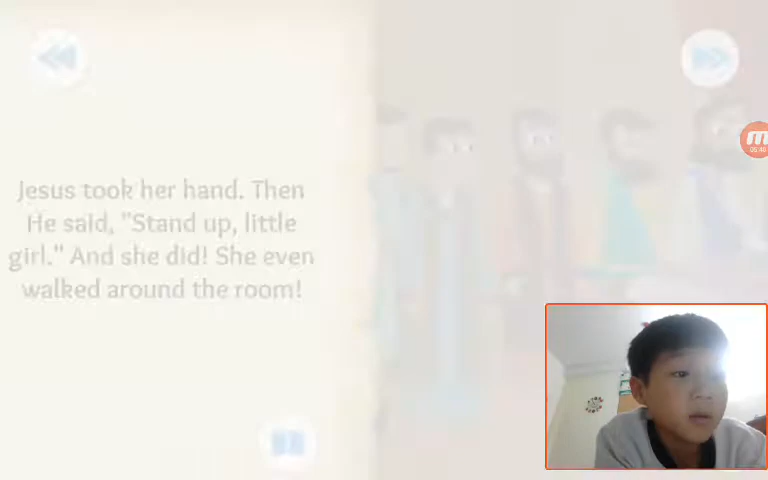 Jesus took her hand. Then
He said, "Stand up, little
girl." And she did! She even
walked around the room!